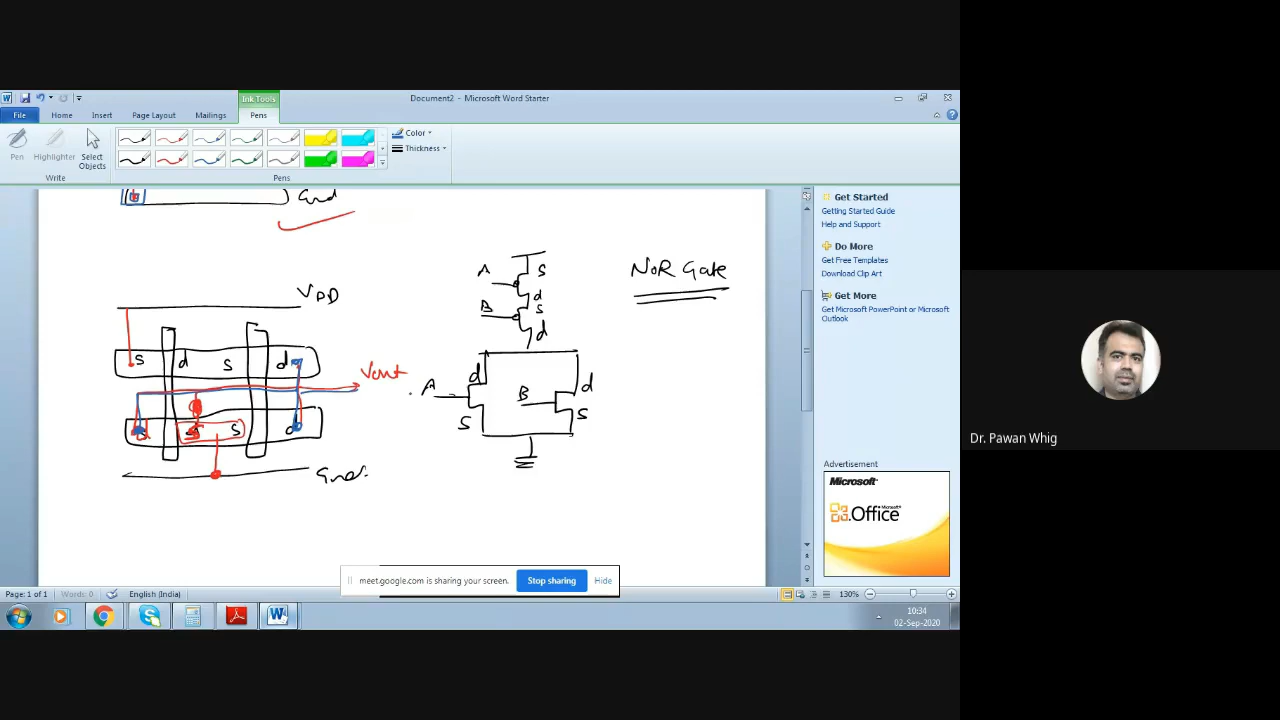 Ink Tools
Document2 - Microsoft Word Starter
File
Home
Insert
Page Layout
Mailings
Pens
Pen
Highlighter
Select
Objects
Color
Thickness
Write
Pens
Gnd
NOR Gate
VDD
S
d
S
d
Vout
S
S
S
d
Gnd.
A
S
d
B
S
d
A
d
S
B
d
S
Get Started
Getting Started Guide
Help and Support
Do More
Get Free Templates
Download Clip Art
Get More
Get Microsoft PowerPoint or Microsoft
Outlook
Advertisement
Microsoft
Office
meet.google.com is sharing your screen.
Stop sharing
Hide
Page: 1 of 1
Words: 0
English (India)
130%
10:34
02-Sep-2020
Dr. Pawan Whig